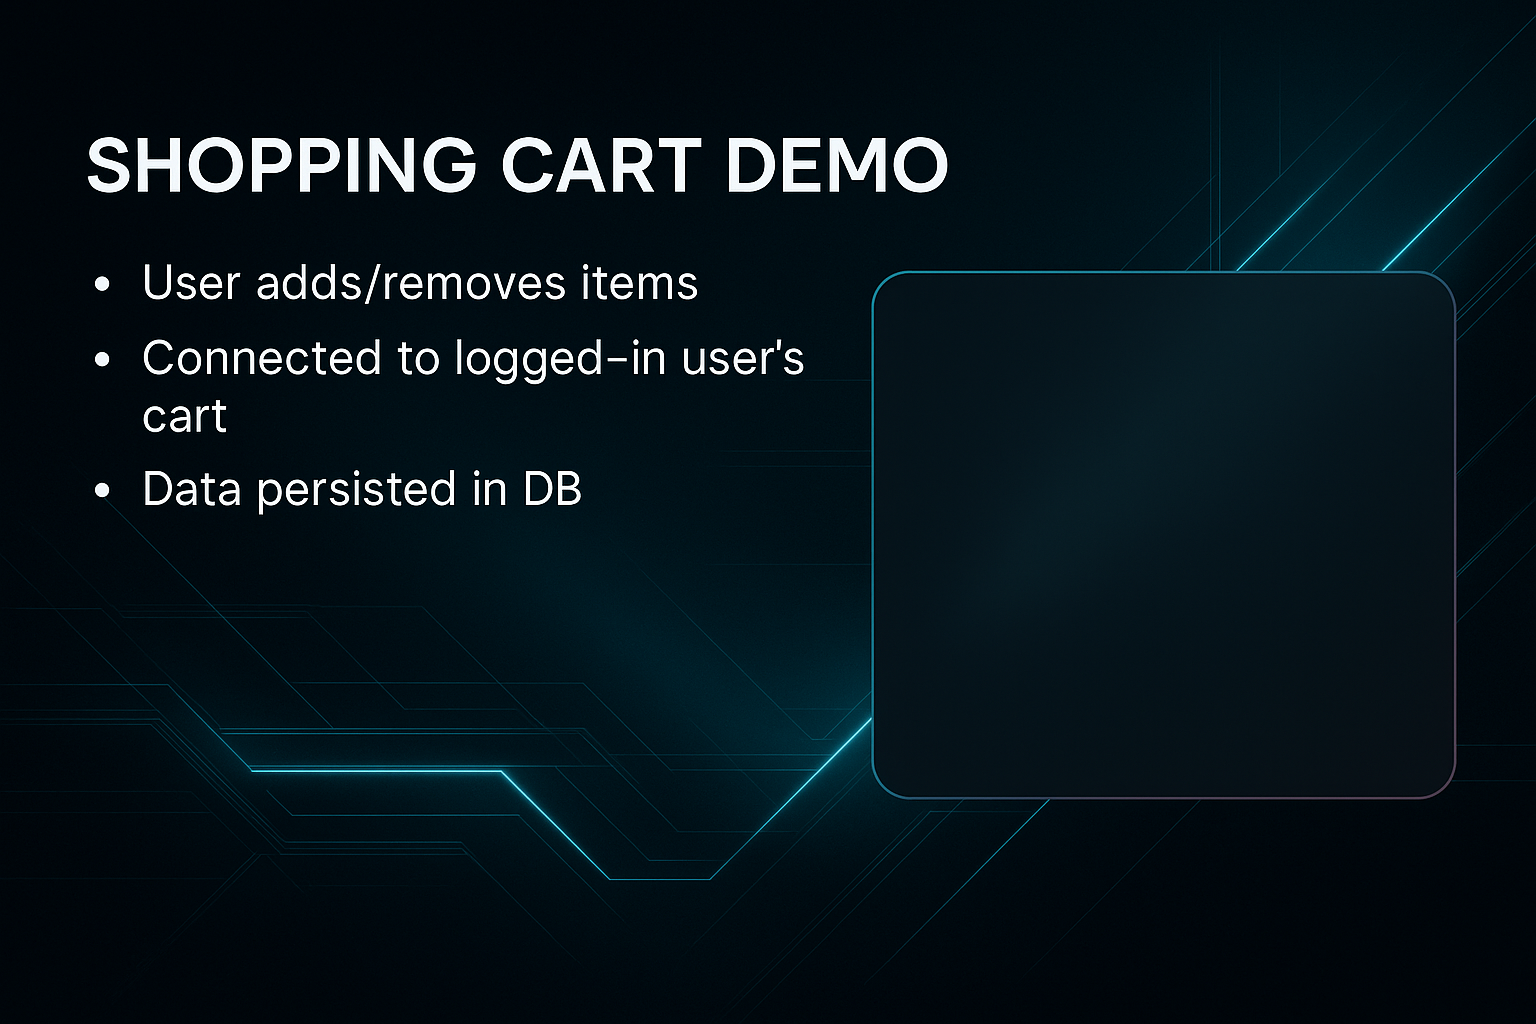 SHOPPING CART DEMO
• User adds/removes items
• Connected to logged-in user's
cart
• Data persisted in DB